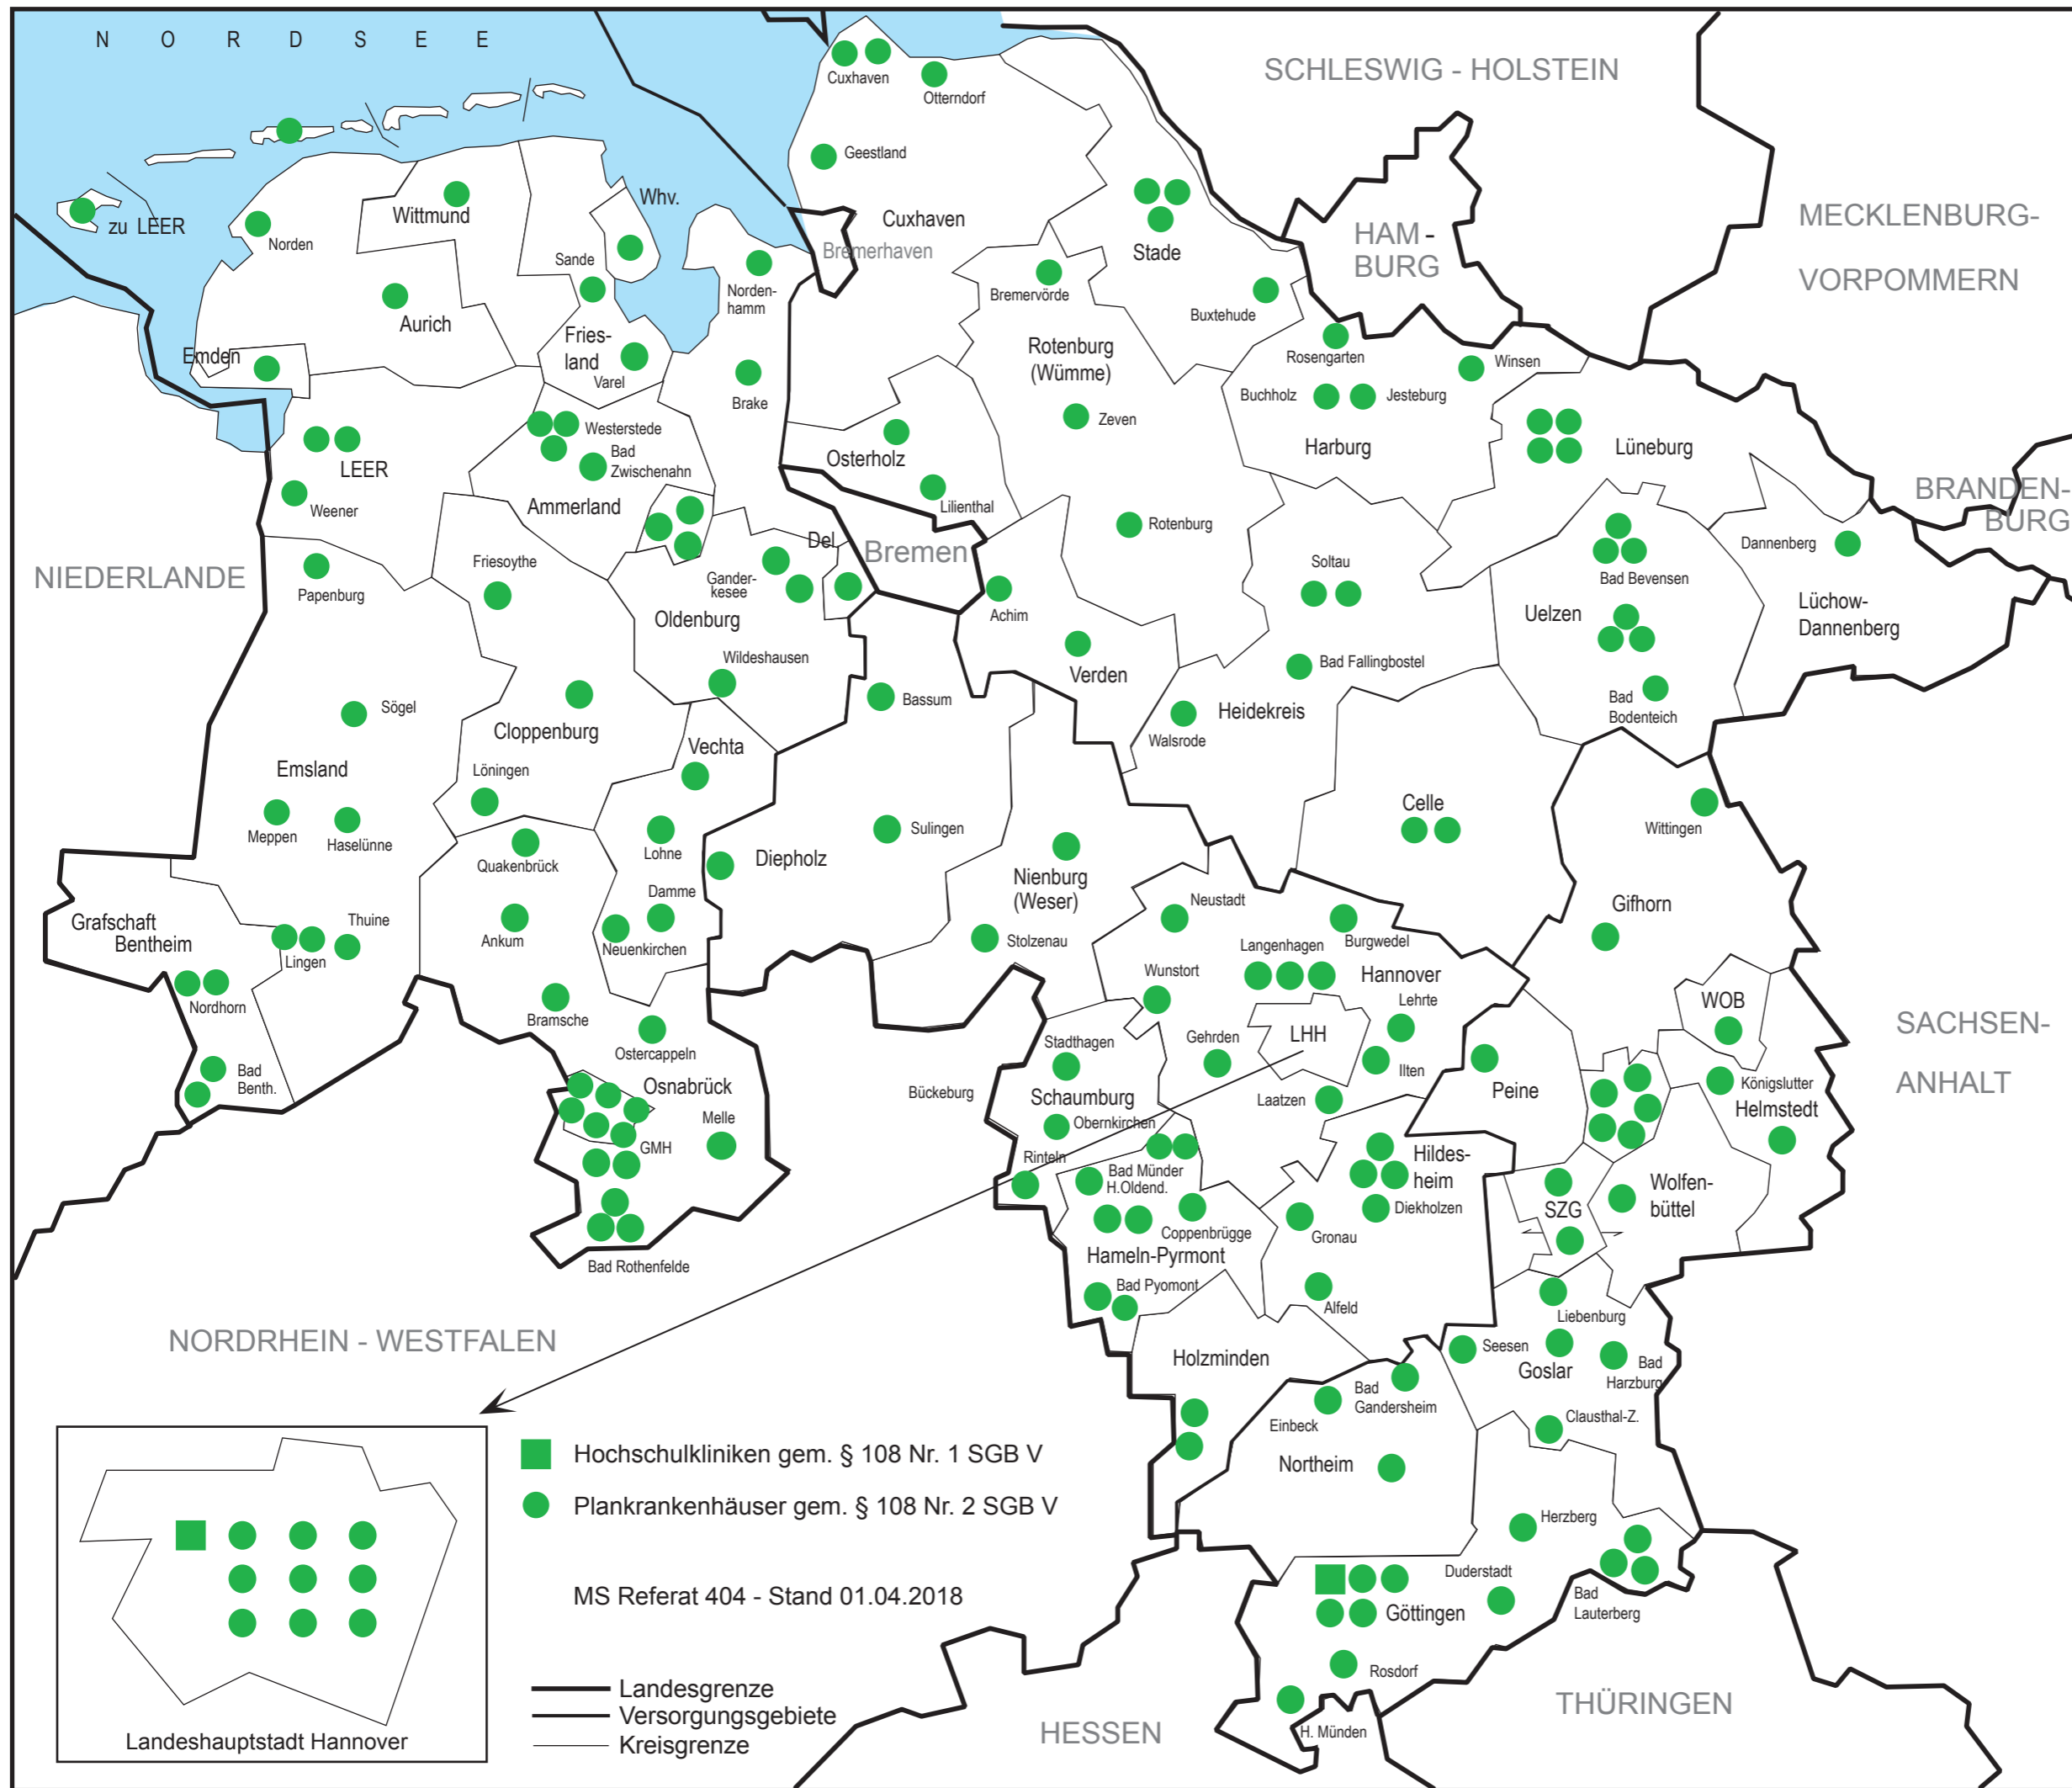 N O R D S E E
SCHLESWIG - HOLSTEIN
Cuxhaven
Otterndorf
Geestland
Cuxhaven
Bremerhaven
Whv.
Wittmund
zu LEER
Norden
Sande
Norden-
hamm
Aurich
Fries-
land
Varel
Emden
Brake
Stade
Bremervörde
Buxtehude
HAM -
BURG
MECKLENBURG-
VORPOMMERN
Rotenburg
(Wümme)
Rosengarten
Winsen
Buchholz
Jesteburg
Zeven
Harburg
Lüneburg
Westerstede
Bad
Zwischenahn
LEER
Weener
Ammerland
Osterholz
Lilienthal
Rotenburg
BRANDEN-
BURG
Dannenberg
Bad Bevensen
Del.
Bremen
NIEDERLANDE
Papenburg
Friesoythe
Gander-
kesee
Oldenburg
Achim
Soltau
Uelzen
Lüchow-
Dannenberg
Wildeshausen
Verden
Bad Fallingbostel
Bassum
Sögel
Heidekreis
Walsrode
Bad
Bodenteich
Cloppenburg
Vechta
Emsland
Löningen
Meppen
Haselünne
Celle
Wittingen
Sulingen
Quakenbrück
Lohne
Diepholz
Nienburg
(Weser)
Damme
Gifhorn
Grafschaft
Bentheim
Thuine
Lingen
Ankum
Neuenkirchen
Neustadt
Stolzenau
Langenhagen
Burgwedel
Hannover
Wunstort
Nordhorn
Bramsche
Lehrte
WOB
SACHSEN-
ANHALT
Ostercappeln
Stadthagen
Gehrden
LHH
Ilten
Bad
Benth.
Osnabrück
Bückeburg
Schaumburg
Laatzen
Peine
Königslutter
Helmstedt
Melle
Obernkirchen
GMH
Rinteln
Bad Münder
H.Oldend.
Hildes-
heim
Diekholzen
Wolfen-
büttel
SZG
Coppenbrügge
Gronau
Hameln-Pyrmont
Bad Rothenfelde
Bad Pyomont
Alfeld
Liebenburg
NORDRHEIN - WESTFALEN
Seesen
Goslar
Bad
Harzburg
Holzminden
Bad
Gandersheim
Einbeck
Clausthal-Z.
Northeim
Hochschulkliniken gem. § 108 Nr. 1 SGB V
Plankrankenhäuser gem. § 108 Nr. 2 SGB V
Herzberg
Duderstadt
MS Referat 404 - Stand 01.04.2018
Göttingen
Bad
Lauterberg
Rosdorf
H. Münden
HESSEN
THÜRINGEN
Landesgrenze
Versorgungsgebiete
Kreisgrenze
Landeshauptstadt Hannover